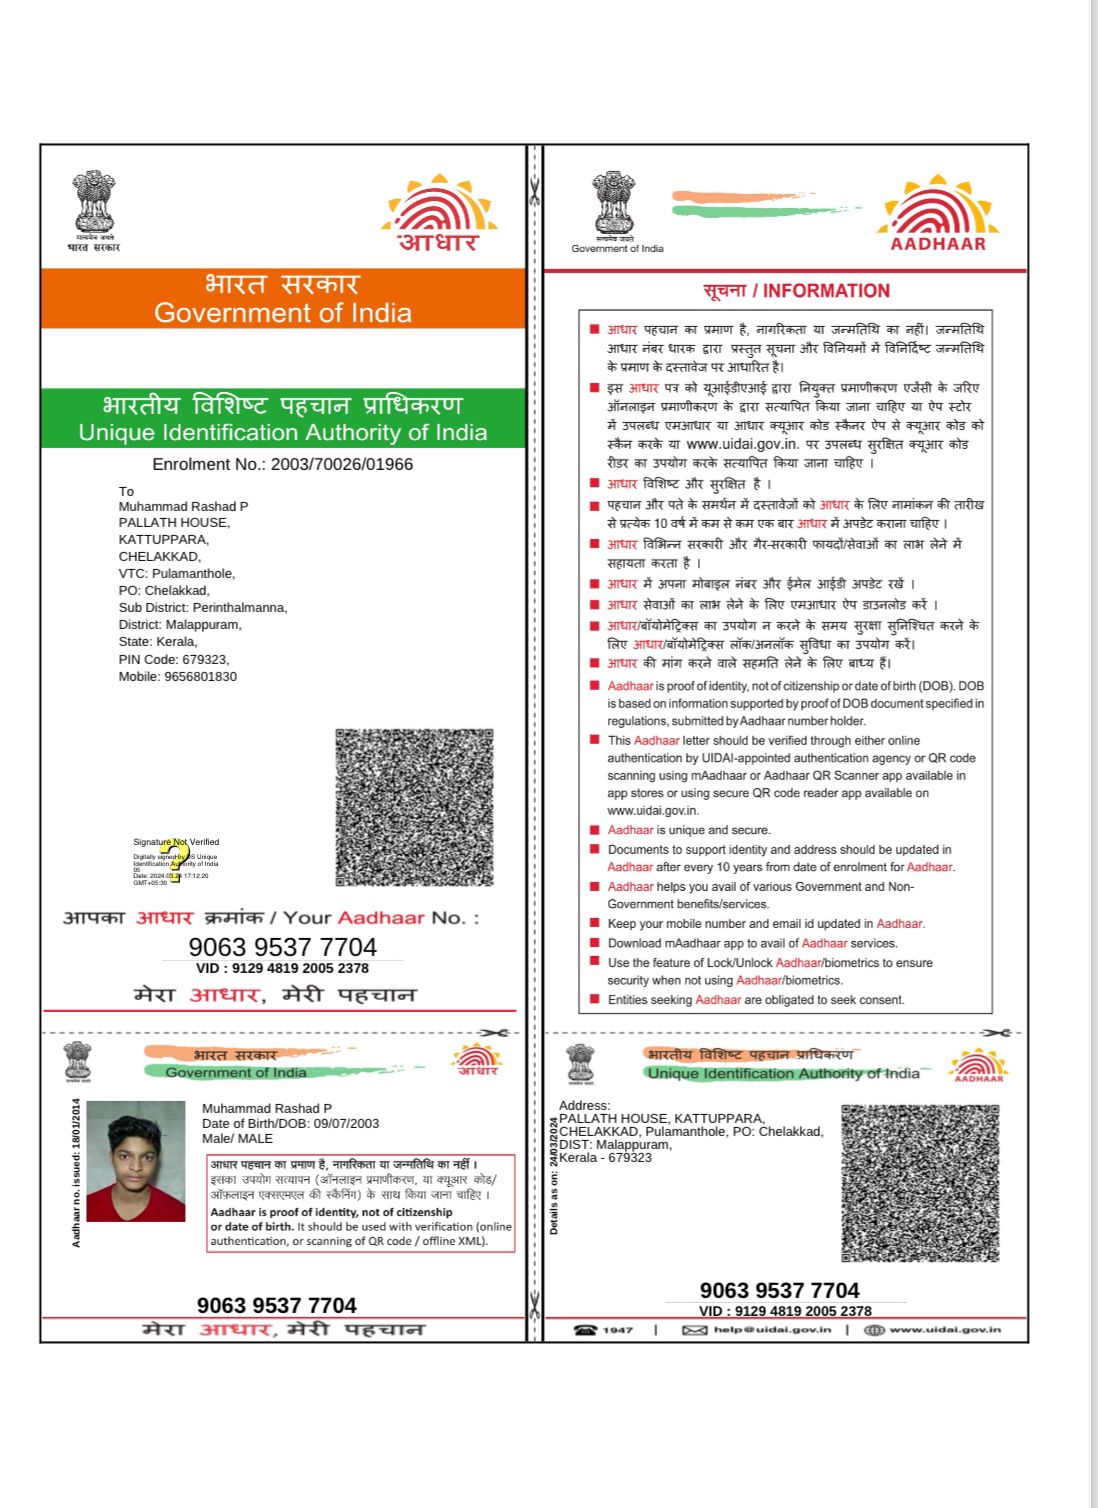 सत्यमेव जयते
भारत सरकार
आधार
भारत सरकार
Government of India
भारतीय विशिष्ट पहचान प्राधिकरण
Unique Identification Authority of India
Enrolment No.: 2003/70026/01966
To
Muhammad Rashad P
PALLATH HOUSE,
KATTUPPARA,
CHELAKKAD,
VTC: Pulamanthole,
PO: Chelakkad,
Sub District: Perinthalmanna,
District: Malappuram,
State: Kerala,
PIN Code: 679323,
Mobile: 9656801830
Signature Not Verified
Digitally signed by DS Unique
Identification Authority of India
05
Date: 2024.03.24 17:12:20
GMT+05:30
आपका आधार क्रमांक / Your Aadhaar No. :
9063 9537 7704
VID : 9129 4819 2005 2378
मेरा आधार, मेरी पहचान
सत्यमेव जयते
Government of India
AADHAAR
सूचना / INFORMATION
आधार पहचान का प्रमाण है, नागरिकता या जन्मतिथि का नहीं। जन्मतिथि
आधार नंबर धारक द्वारा प्रस्तुत सूचना और विनियमों में विनिर्दिष्ट जन्मतिथि
के प्रमाण के दस्तावेज पर आधारित है।
इस आधार पत्र को यूआईडीएआई द्वारा नियुक्त प्रमाणीकरण एजेंसी के जरिए
ऑनलाइन प्रमाणीकरण के द्वारा सत्यापित किया जाना चाहिए या ऐप स्टोर
में उपलब्ध एमआधार या आधार क्यूआर कोड स्कैनर ऐप से क्यूआर कोड को
स्कैन करके या www.uidai.gov.in. पर उपलब्ध सुरक्षित क्यूआर कोड
रीडर का उपयोग करके सत्यापित किया जाना चाहिए ।
आधार विशिष्ट और सुरक्षित है ।
पहचान और पते के समर्थन में दस्तावेजों को आधार के लिए नामांकन की तारीख
से प्रत्येक 10 वर्ष में कम से कम एक बार आधार में अपडेट कराना चाहिए ।
आधार विभिन्न सरकारी और गैर-सरकारी फायदों/सेवाओं का लाभ लेने में
सहायता करता है ।
आधार में अपना मोबाइल नंबर और ईमेल आईडी अपडेट रखें ।
आधार सेवाओं का लाभ लेने के लिए एमआधार ऐप डाउनलोड करें ।
आधार/बॉयोमेट्रिक्स का उपयोग न करने के समय सुरक्षा सुनिश्चित करने के
लिए आधार/बॉयोमेट्रिक्स लॉक/अनलॉक सुविधा का उपयोग करें।
आधार की मांग करने वाले सहमति लेने के लिए बाध्य हैं।
Aadhaar is proof of identity, not of citizenship or date of birth (DOB). DOB
is based on information supported by proof of DOB document specified in
regulations, submitted by Aadhaar number holder.
This Aadhaar letter should be verified through either online
authentication by UIDAI-appointed authentication agency or QR code
scanning using mAadhaar or Aadhaar QR Scanner app available in
app stores or using secure QR code reader app available on
www.uidai.gov.in.
Aadhaar is unique and secure.
Documents to support identity and address should be updated in
Aadhaar after every 10 years from date of enrolment for Aadhaar.
Aadhaar helps you avail of various Government and Non-
Government benefits/services.
Keep your mobile number and email id updated in Aadhaar.
Download mAadhaar app to avail of Aadhaar services.
Use the feature of Lock/Unlock Aadhaar/biometrics to ensure
security when not using Aadhaar/biometrics.
Entities seeking Aadhaar are obligated to seek consent.
भारत सरकार
Government of India
आधार
Aadhaar no. issued: 18/01/2014
Muhammad Rashad P
Date of Birth/DOB: 09/07/2003
Male/ MALE
आधार पहचान का प्रमाण है, नागरिकता या जन्मतिथि का नहीं ।
इसका उपयोग सत्यापन (ऑनलाइन प्रमाणीकरण, या क्यूआर कोड/
ऑफ़लाइन एक्सएमएल की स्कैनिंग) के साथ किया जाना चाहिए ।
Aadhaar is proof of identity, not of citizenship
or date of birth. It should be used with verification (online
authentication, or scanning of QR code / offline XML).
9063 9537 7704
मेरा आधार, मेरी पहचान
भारतीय विशिष्ट पहचान प्राधिकरण
Unique Identification Authority of India
AADHAAR
Details as on: 24/03/2024
Address:
PALLATH HOUSE, KATTUPPARA,
CHELAKKAD, Pulamanthole, PO: Chelakkad,
DIST: Malappuram,
Kerala - 679323
9063 9537 7704
VID : 9129 4819 2005 2378
1947 | help@uidai.gov.in | www.uidai.gov.in